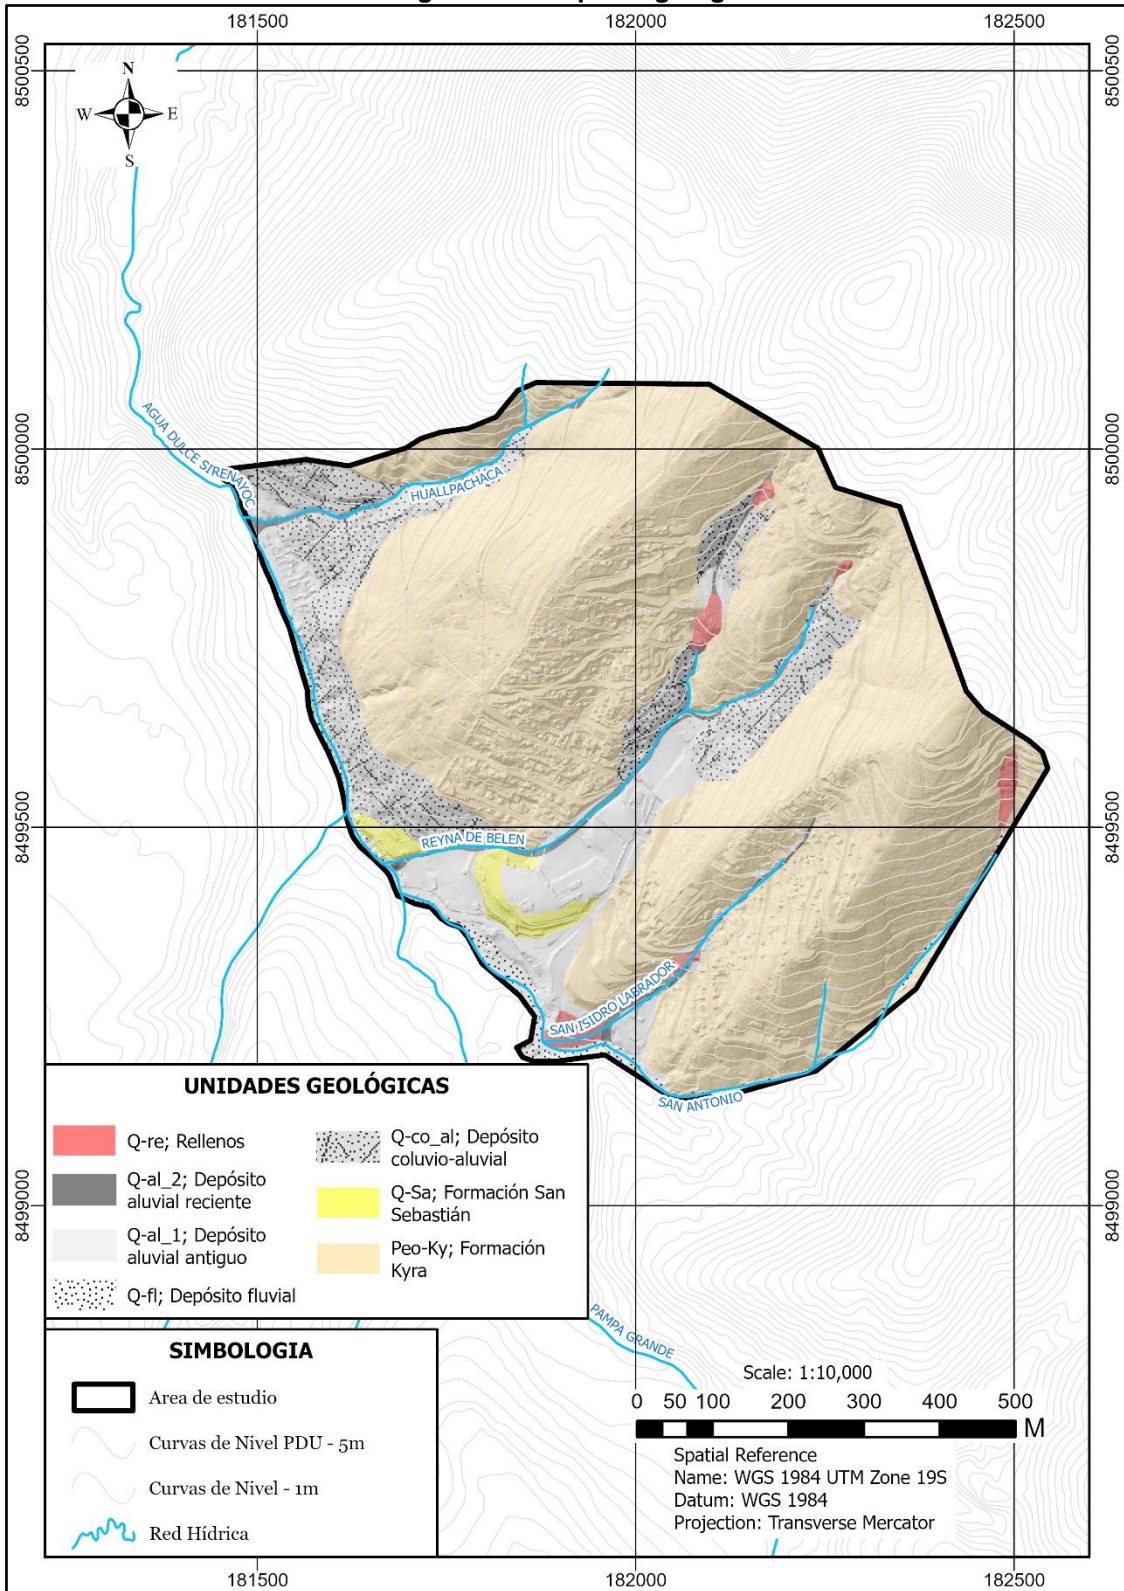 181500 182000 182500
8500500 8500500
N
W E
S
8500000 8500000
AGUA DULCE SIRENAYOC
HUALLPACHACA
8499500 8499500
REYNA DE BELEN
SAN ISIDRO LABRADOR
SAN ANTONIO
UNIDADES GEOLÓGICAS
Q-re; Rellenos
Q-al_2; Depósito
aluvial reciente
Q-al_1; Depósito
aluvial antiguo
Q-fl; Depósito fluvial
Q-co_al; Depósito
coluvio-aluvial
Q-Sa; Formación San
Sebastián
Peo-Ky; Formación
Kyra
8499000 8499000
PAMPA GRANDE
SIMBOLOGIA
Area de estudio
Curvas de Nivel PDU - 5m
Curvas de Nivel - 1m
Red Hídrica
Scale: 1:10,000
0 50 100 200 300 400 500
M
Spatial Reference
Name: WGS 1984 UTM Zone 19S
Datum: WGS 1984
Projection: Transverse Mercator
181500 182000 182500